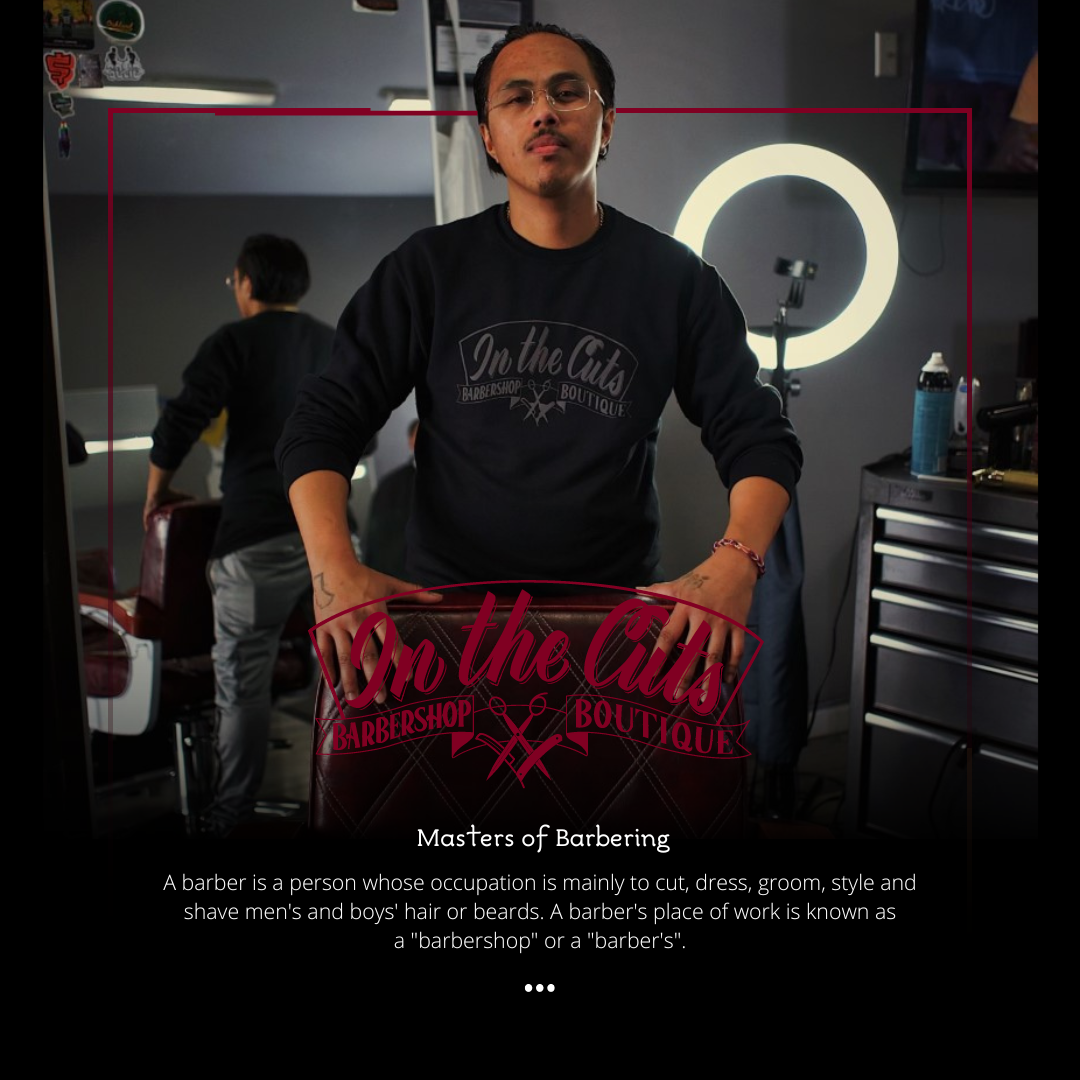 In the Cuts
BARBERSHOP BOUTIQUE
In the Cuts
BARBERSHOP BOUTIQUE
Masters of Barbering
A barber is a person whose occupation is mainly to cut, dress, groom, style and
shave men's and boys' hair or beards. A barber's place of work is known as
a "barbershop" or a "barber's".